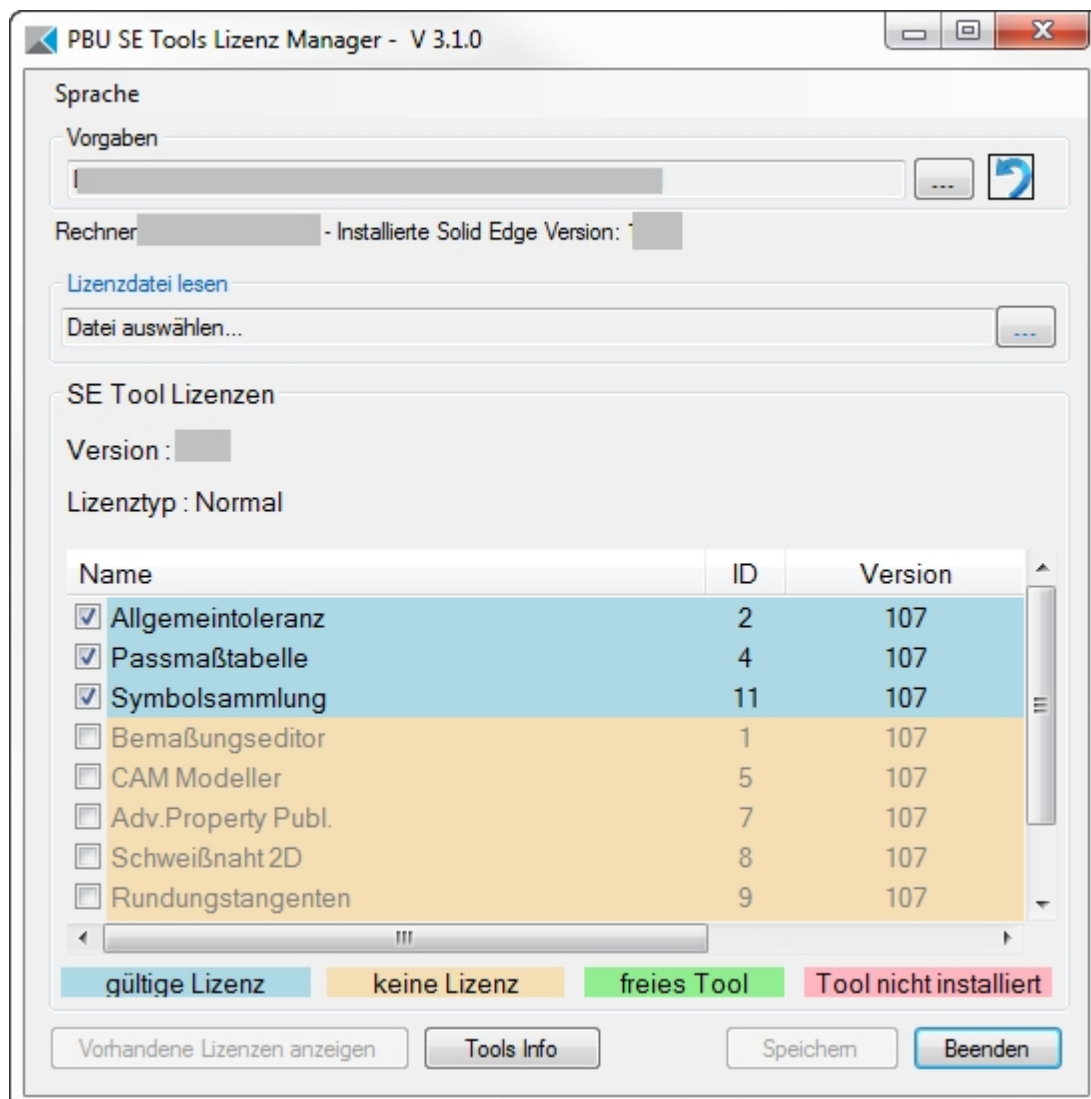 PBU SE Tools Lizenz Manager - V 3.1.0
Sprache
Vorgaben
...
Rechner - Installierte Solid Edge Version:
Lizenzdatei lesen
Datei auswählen... ...
SE Tool Lizenzen
Version :
Lizenztyp : Normal
Name ID Version
Allgemeintoleranz 2 107
Passmaßtabelle 4 107
Symbolsammlung 11 107
Bemaßungseditor 1 107
CAM Modeller 5 107
Adv.Property Publ. 7 107
Schweißnaht 2D 8 107
Rundungstangenten 9 107
gültige Lizenz keine Lizenz freies Tool Tool nicht installiert
Vorhandene Lizenzen anzeigen Tools Info Speichern Beenden